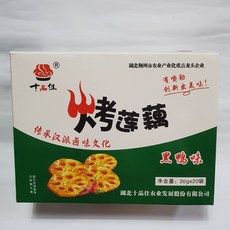 湖北荆州市农业产业化重点龙头企业
十品佳®
有嚼劲
创新出美味!
烤莲藕
传承汉派卤味文化
黑鸭味
净含量: 30g×20袋
湖北十品佳农业发展股份有限公司